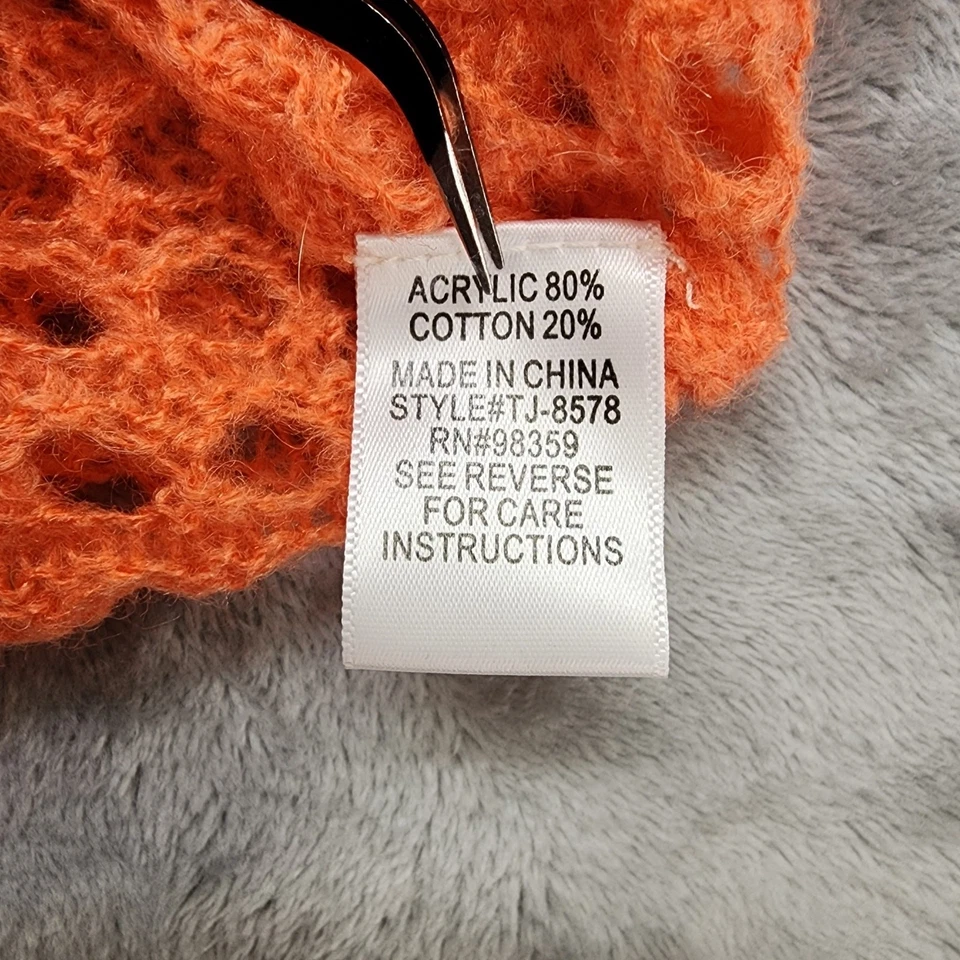 ACRYLIC 80%
COTTON 20%
MADE IN CHINA
STYLE#TJ-8578
RN#98359
SEE REVERSE
FOR CARE
INSTRUCTIONS